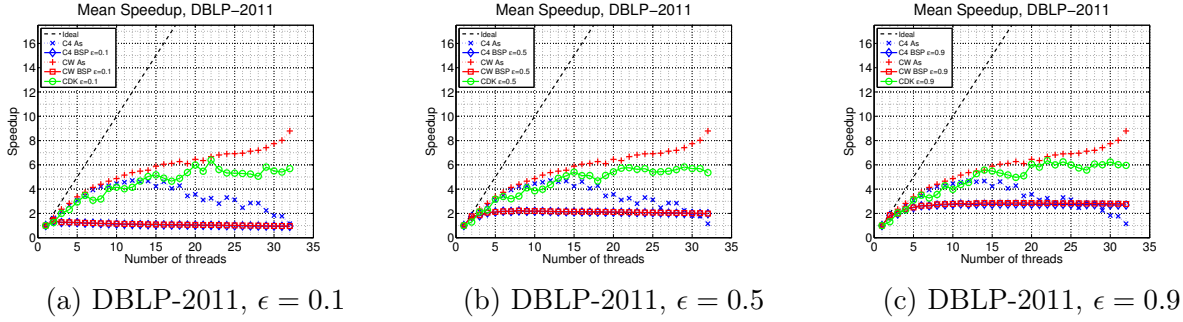 Mean Speedup, DBLP-2011
Ideal
C4 As
C4 BSP ε=0.1
CW As
CW BSP ε=0.1
CDK ε=0.1
Speedup
16
14
12
10
8
6
4
2
0
0 5 10 15 20 25 30 35
Number of threads
(a) DBLP-2011, ϵ = 0.1
Mean Speedup, DBLP-2011
Ideal
C4 As
C4 BSP ε=0.5
CW As
CW BSP ε=0.5
CDK ε=0.5
Speedup
16
14
12
10
8
6
4
2
0
0 5 10 15 20 25 30 35
Number of threads
(b) DBLP-2011, ϵ = 0.5
Mean Speedup, DBLP-2011
Ideal
C4 As
C4 BSP ε=0.9
CW As
CW BSP ε=0.9
CDK ε=0.9
Speedup
16
14
12
10
8
6
4
2
0
0 5 10 15 20 25 30 35
Number of threads
(c) DBLP-2011, ϵ = 0.9